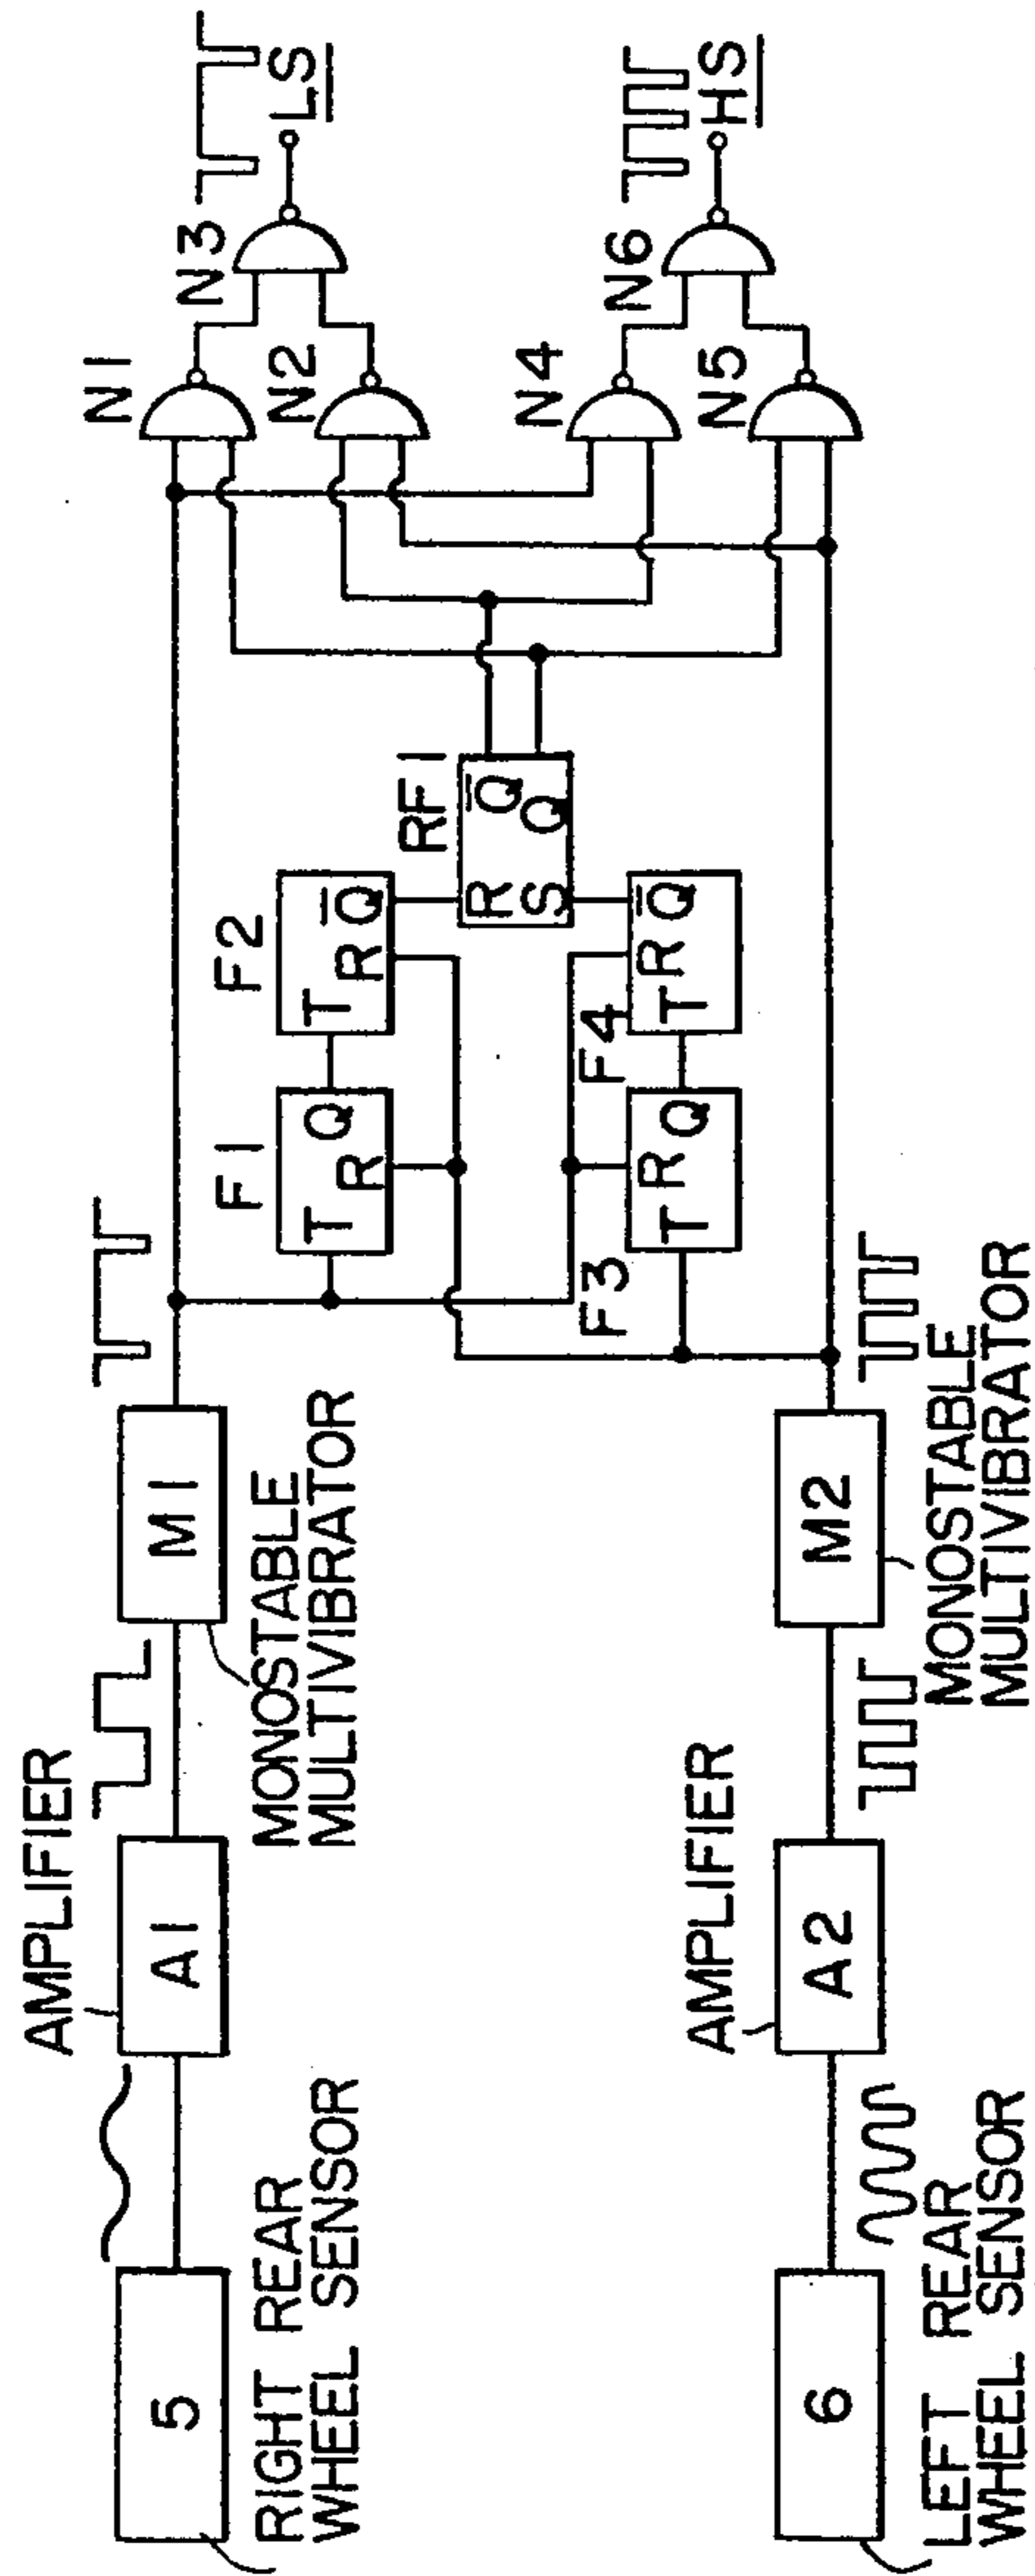 5
RIGHT REAR
WHEEL SENSOR
AMPLIFIER
A1
M1
MONOSTABLE
MULTIVIBRATOR
F1
T
Q
R
F2
T
Q̅
R
RF1
R
S
Q̅
Q
N1
N2
N3
LS
6
LEFT REAR
WHEEL SENSOR
AMPLIFIER
A2
M2
MONOSTABLE
MULTIVIBRATOR
F3
T
R
Q
F4
T
R
Q̅
N4
N5
N6
HS